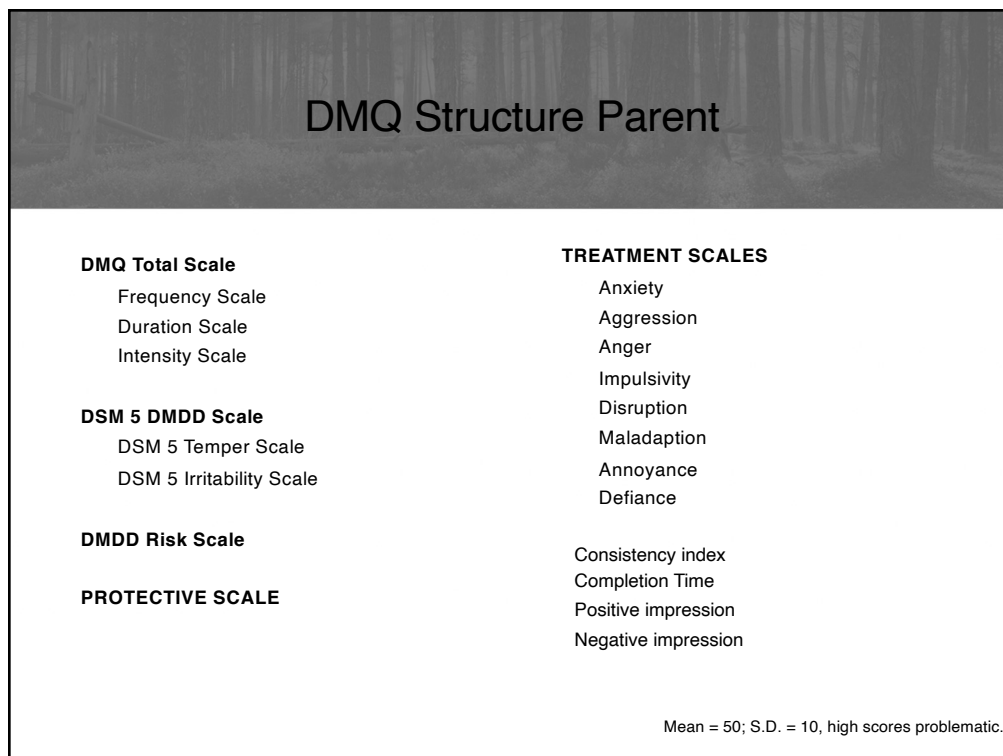 DMQ Structure Parent
DMQ Total Scale
Frequency Scale
Duration Scale
Intensity Scale
DSM 5 DMDD Scale
DSM 5 Temper Scale
DSM 5 Irritability Scale
DMDD Risk Scale
PROTECTIVE SCALE
TREATMENT SCALES
Anxiety
Aggression
Anger
Impulsivity
Disruption
Maladaption
Annoyance
Defiance
Consistency index
Completion Time
Positive impression
Negative impression
Mean = 50; S.D. = 10, high scores problematic.